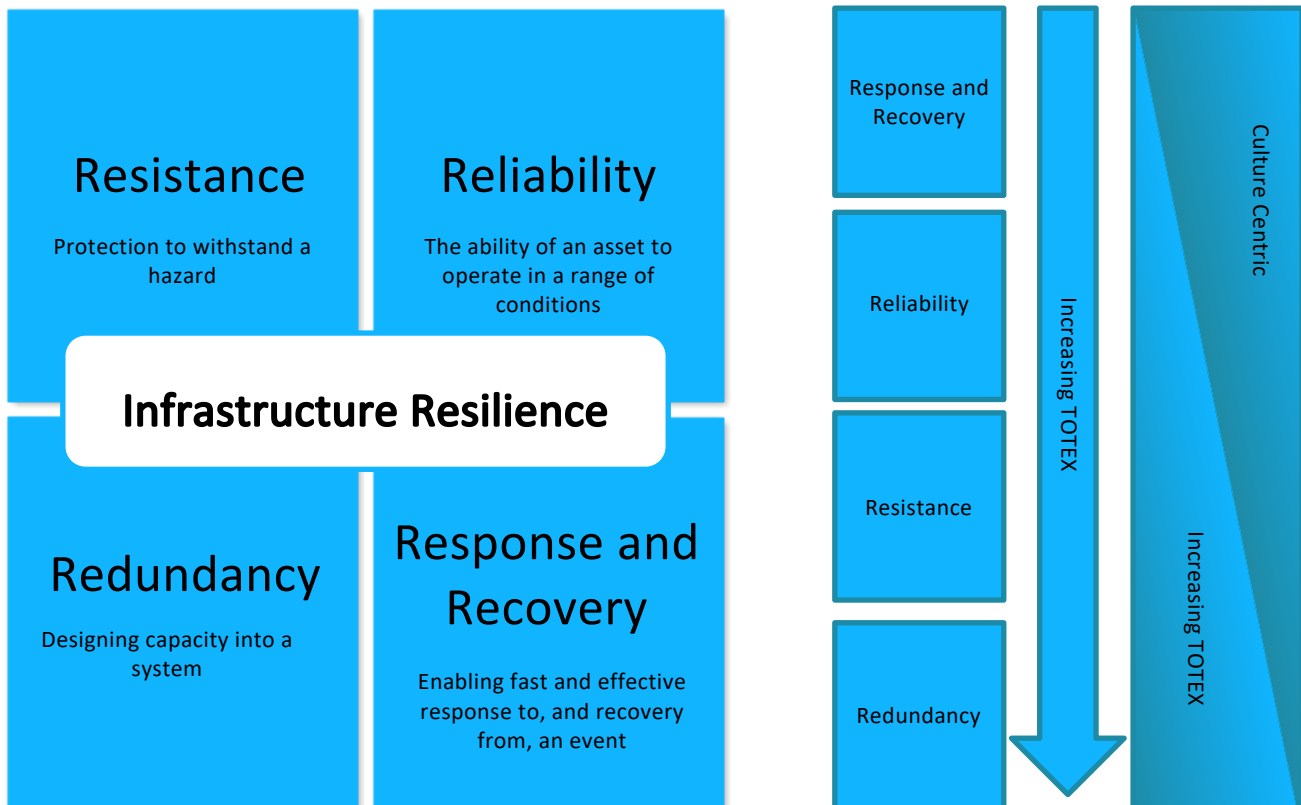 Resistance
Protection to withstand a
hazard
Reliability
The ability of an asset to
operate in a range of
conditions
Infrastructure Resilience
Redundancy
Designing capacity into a
system
Response and
Recovery
Enabling fast and effective
response to, and recovery
from, an event
Response and
Recovery
Reliability
Resistance
Redundancy
Increasing TOTEX
Culture Centric
Increasing TOTEX